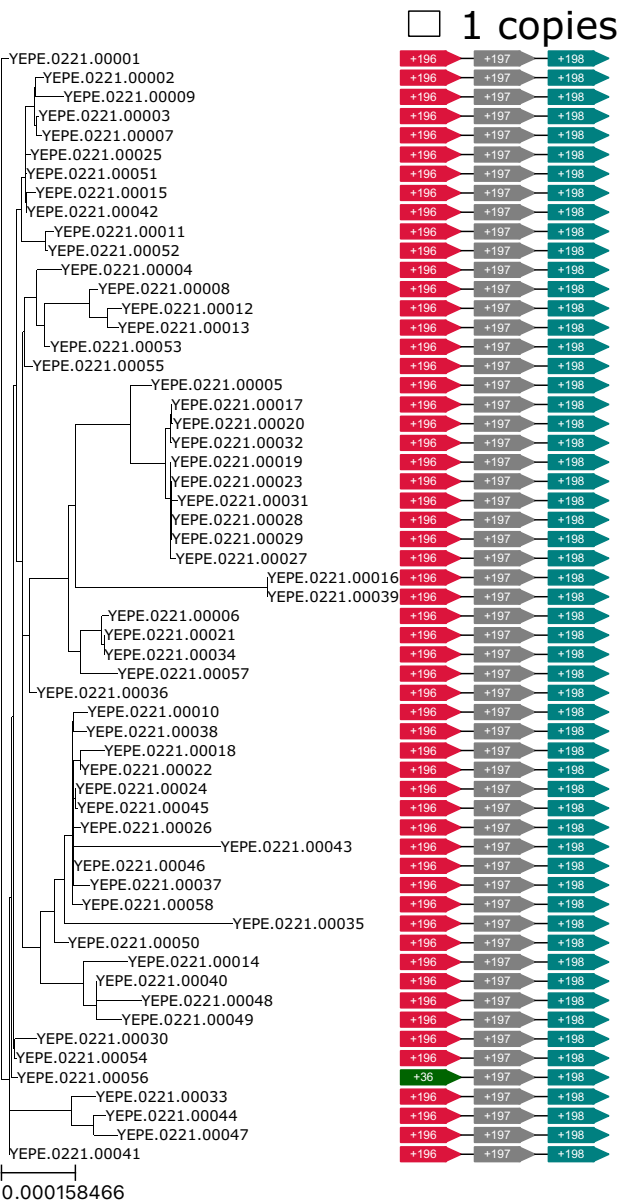 1 copies
YEPE.0221.00001 +196 +197 +198
YEPE.0221.00002 +196 +197 +198
YEPE.0221.00009 +196 +197 +198
YEPE.0221.00003 +196 +197 +198
YEPE.0221.00007 +196 +197 +198
YEPE.0221.00025 +196 +197 +198
YEPE.0221.00051 +196 +197 +198
YEPE.0221.00015 +196 +197 +198
YEPE.0221.00042 +196 +197 +198
YEPE.0221.00011 +196 +197 +198
YEPE.0221.00052 +196 +197 +198
YEPE.0221.00004 +196 +197 +198
YEPE.0221.00008 +196 +197 +198
YEPE.0221.00012 +196 +197 +198
YEPE.0221.00013 +196 +197 +198
YEPE.0221.00053 +196 +197 +198
YEPE.0221.00055 +196 +197 +198
YEPE.0221.00005 +196 +197 +198
YEPE.0221.00017 +196 +197 +198
YEPE.0221.00020 +196 +197 +198
YEPE.0221.00032 +196 +197 +198
YEPE.0221.00019 +196 +197 +198
YEPE.0221.00023 +196 +197 +198
YEPE.0221.00031 +196 +197 +198
YEPE.0221.00028 +196 +197 +198
YEPE.0221.00029 +196 +197 +198
YEPE.0221.00027 +196 +197 +198
YEPE.0221.00016 +196 +197 +198
YEPE.0221.00039 +196 +197 +198
YEPE.0221.00006 +196 +197 +198
YEPE.0221.00021 +196 +197 +198
YEPE.0221.00034 +196 +197 +198
YEPE.0221.00057 +196 +197 +198
YEPE.0221.00036 +196 +197 +198
YEPE.0221.00010 +196 +197 +198
YEPE.0221.00038 +196 +197 +198
YEPE.0221.00018 +196 +197 +198
YEPE.0221.00022 +196 +197 +198
YEPE.0221.00024 +196 +197 +198
YEPE.0221.00045 +196 +197 +198
YEPE.0221.00026 +196 +197 +198
YEPE.0221.00043 +196 +197 +198
YEPE.0221.00046 +196 +197 +198
YEPE.0221.00037 +196 +197 +198
YEPE.0221.00058 +196 +197 +198
YEPE.0221.00035 +196 +197 +198
YEPE.0221.00050 +196 +197 +198
YEPE.0221.00014 +196 +197 +198
YEPE.0221.00040 +196 +197 +198
YEPE.0221.00048 +196 +197 +198
YEPE.0221.00049 +196 +197 +198
YEPE.0221.00030 +196 +197 +198
YEPE.0221.00054 +196 +197 +198
YEPE.0221.00056 +36 +197 +198
YEPE.0221.00033 +196 +197 +198
YEPE.0221.00044 +196 +197 +198
YEPE.0221.00047 +196 +197 +198
YEPE.0221.00041 +196 +197 +198
0.000158466